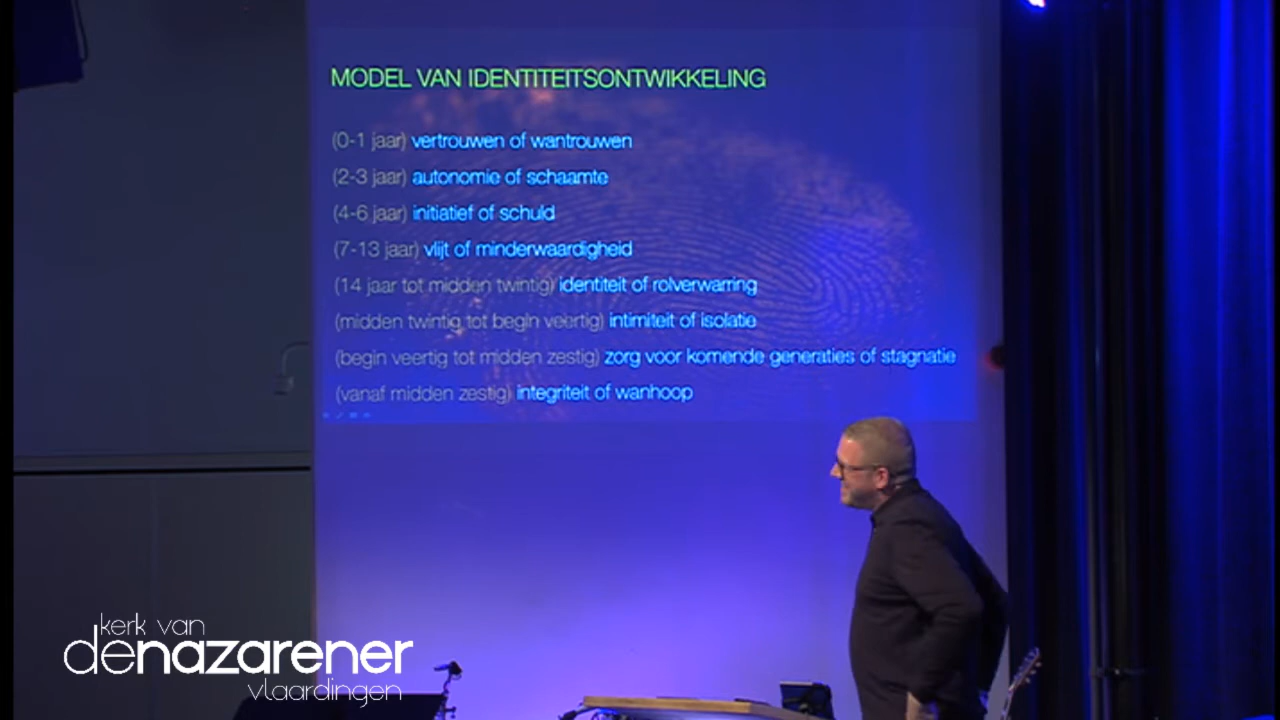 MODEL VAN IDENTITEITSONTWIKKELING
(0-1 jaar) vertrouwen of wantrouwen
(2-3 jaar) autonomie of schaamte
(4-6 jaar) initiatief of schuld
(7-13 jaar) vlijt of minderwaardigheid
(14 jaar tot midden twintig) identiteit of rolverwarring
(midden twintig tot begin veertig) intimiteit of isolatie
(begin veertig tot midden zestig) zorg voor komende generaties of stagnatie
(vanaf midden zestig) integriteit of wanhoop
kerk van
denazarener
vlaardingen